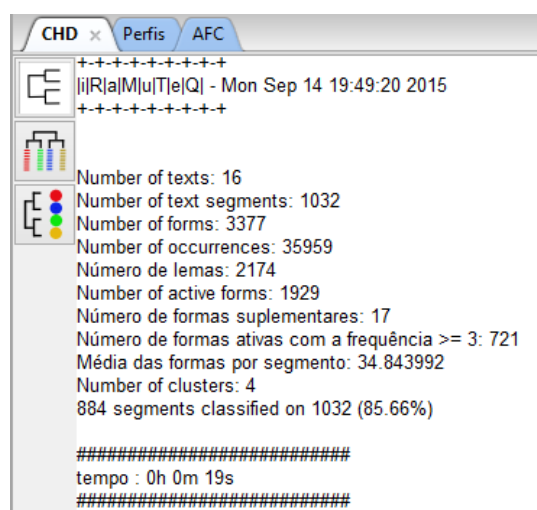 CHD × Perfis AFC
+-+-+-+-+-+-+-+-+
|i|R|a|M|u|T|e|Q| - Mon Sep 14 19:49:20 2015
+-+-+-+-+-+-+-+-+
Number of texts: 16
Number of text segments: 1032
Number of forms: 3377
Number of occurrences: 35959
Número de lemas: 2174
Number of active forms: 1929
Número de formas suplementares: 17
Número de formas ativas com a frequência >= 3: 721
Média das formas por segmento: 34.843992
Number of clusters: 4
884 segments classified on 1032 (85.66%)
###########################
tempo : 0h 0m 19s
###########################